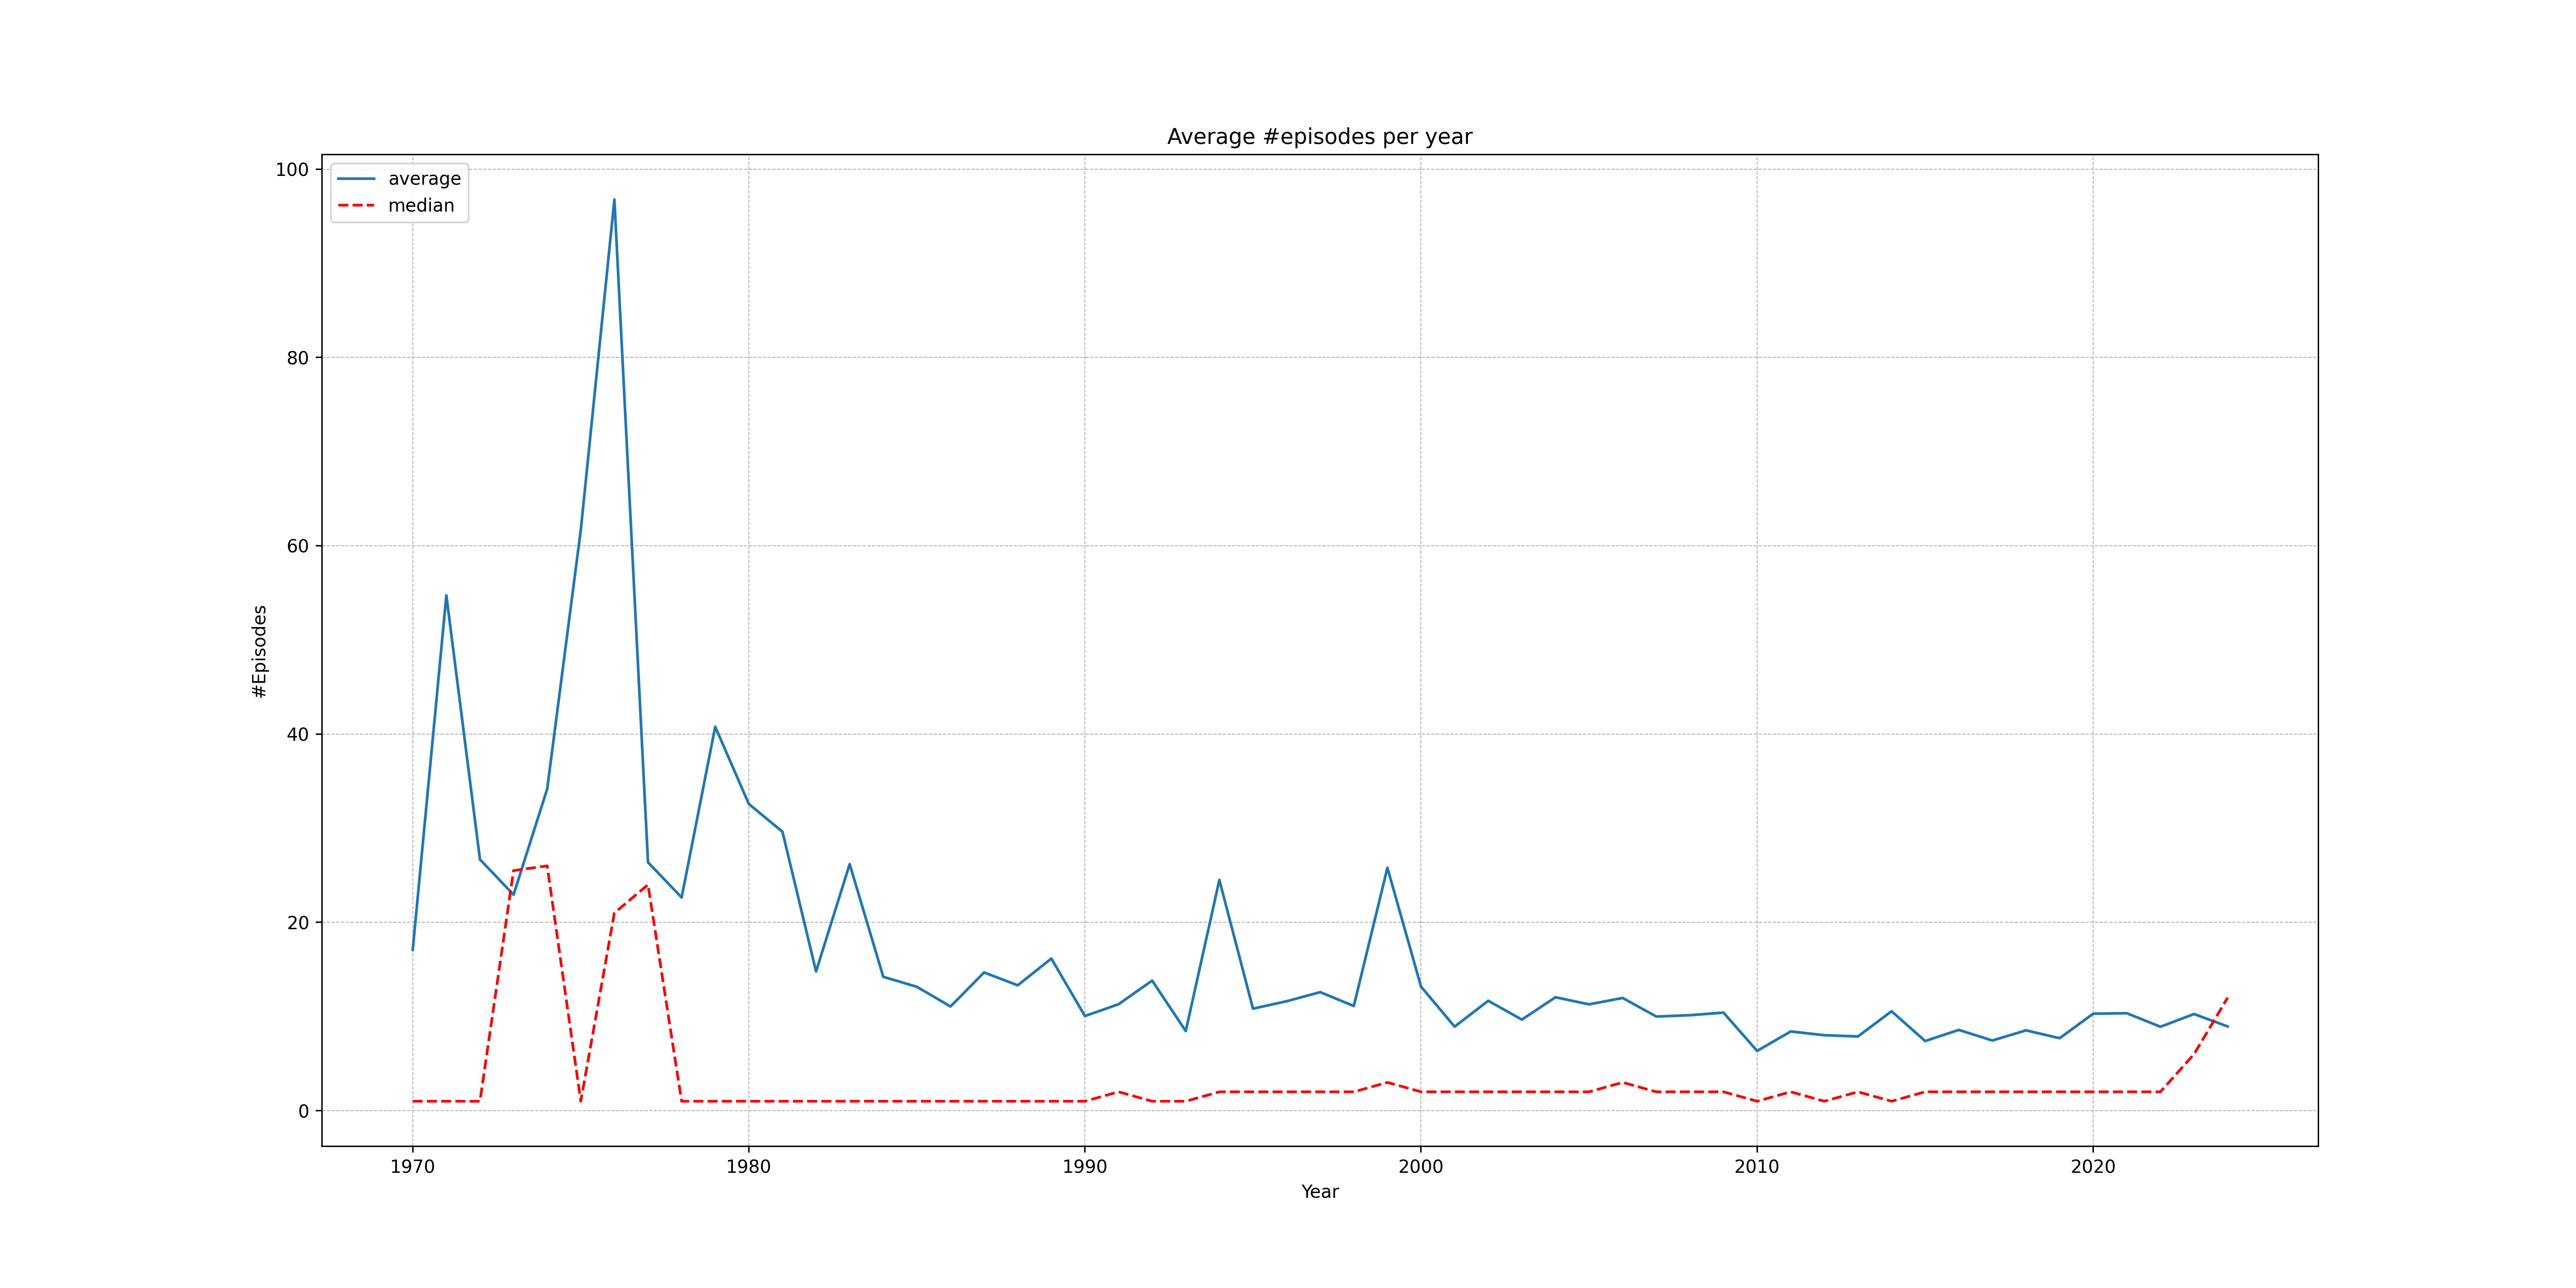 Average #episodes per year
average
median
100
80
60
40
20
0
#Episodes
1970 1980 1990 2000 2010 2020
Year